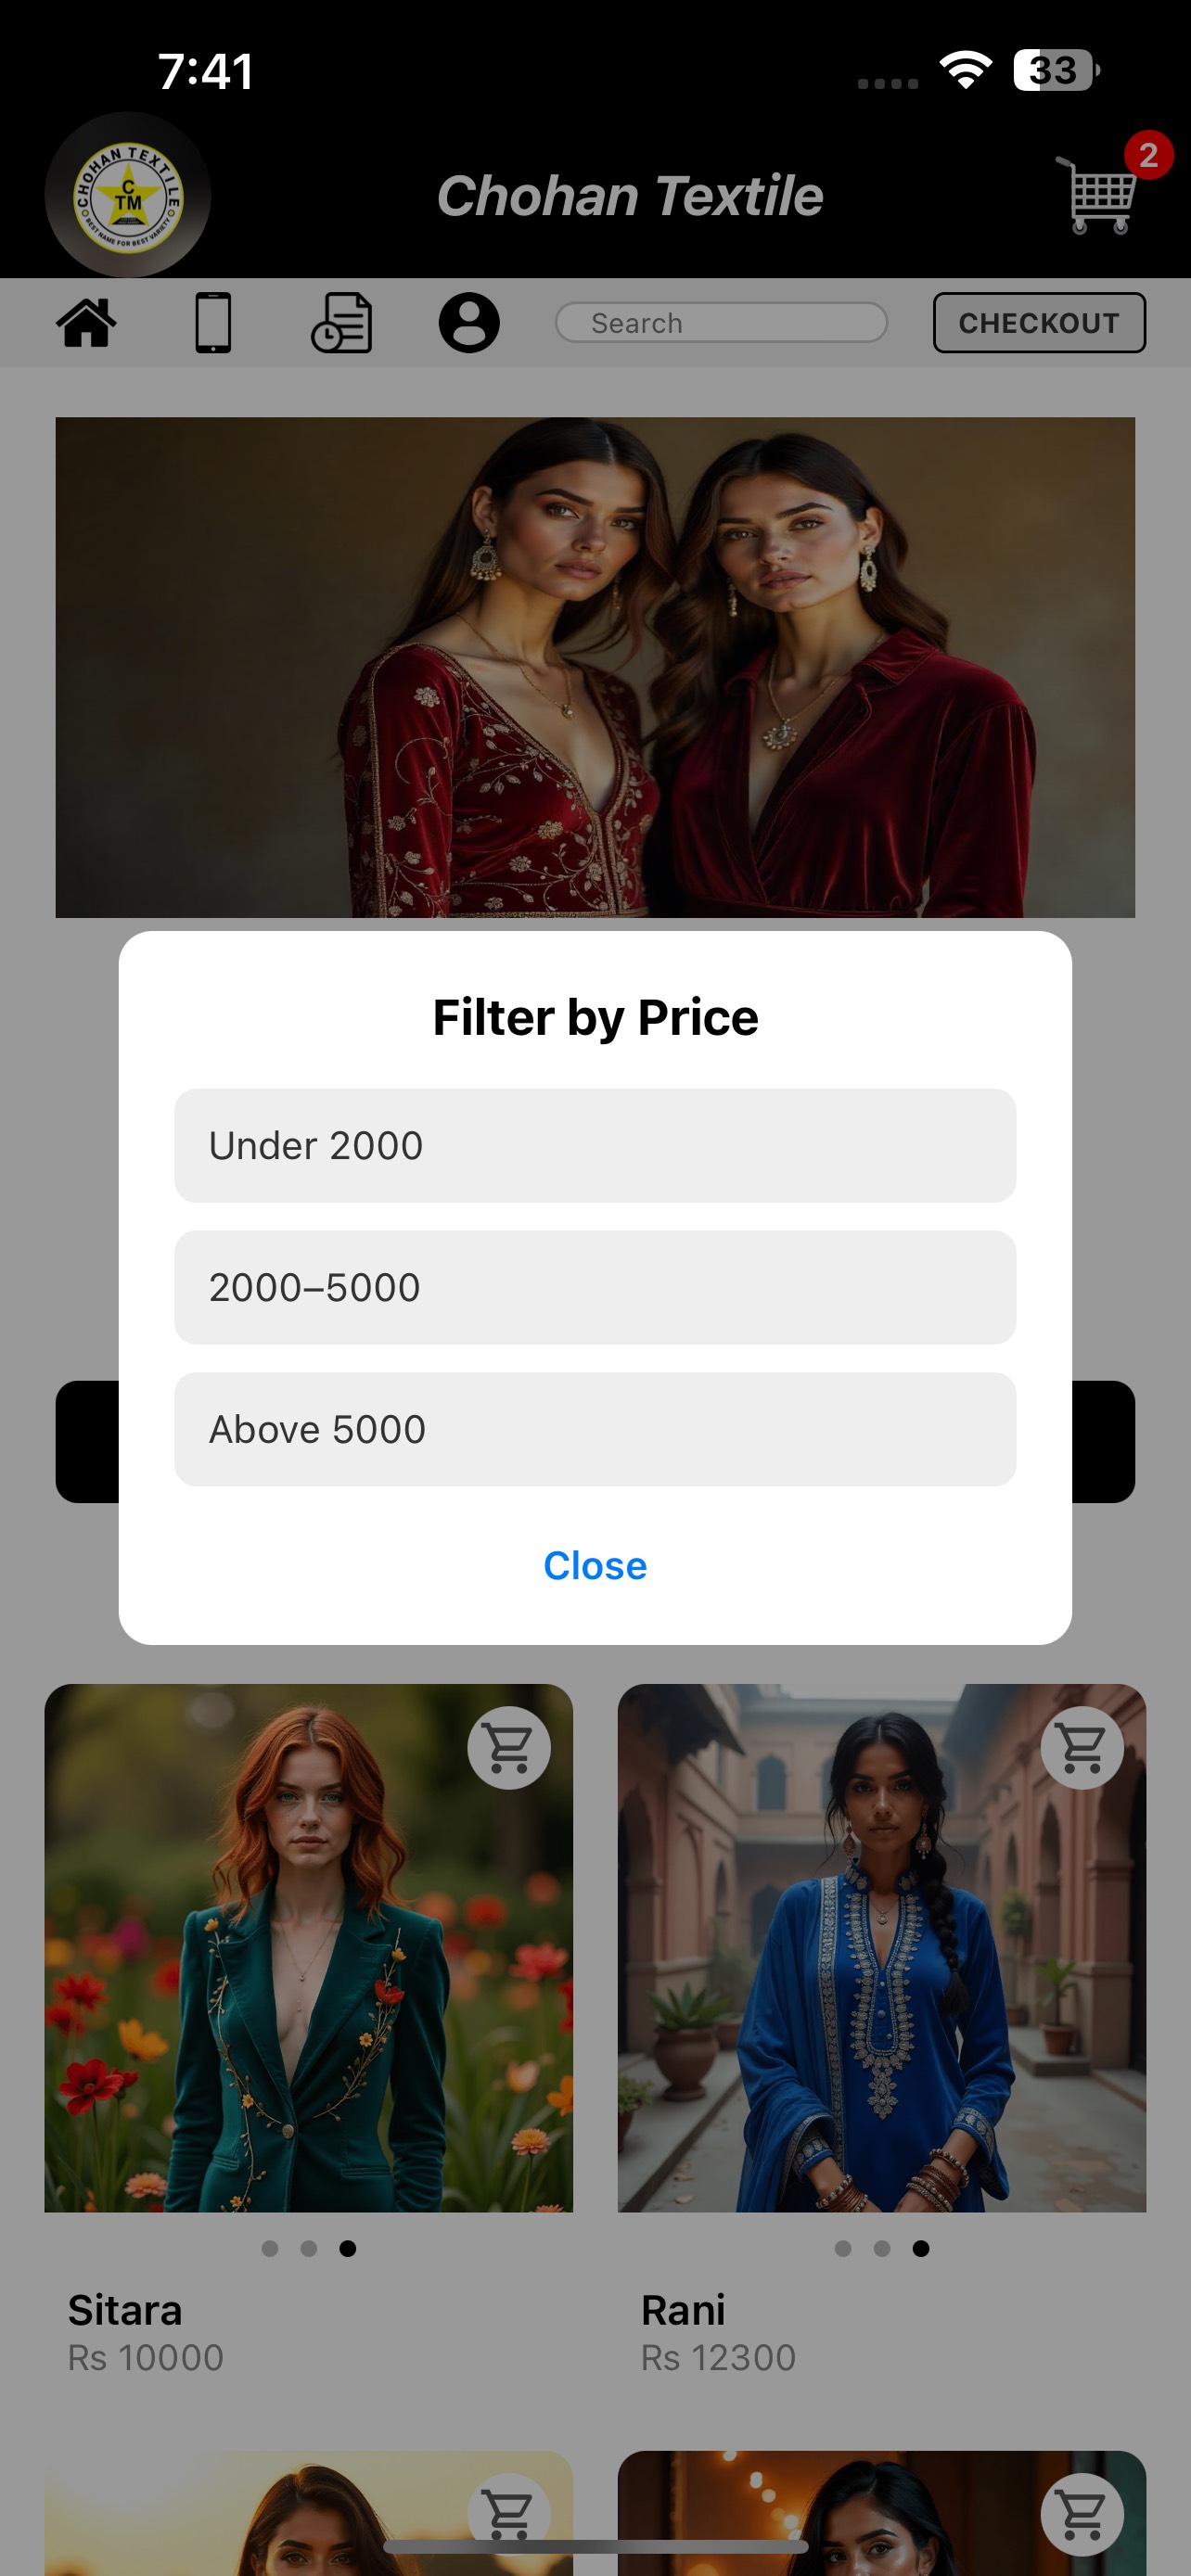 7:41
33
CHOHAN TEXTILE
C
TM
BEST NAME FOR BEST VARIETY
Chohan Textile
2
Search
CHECKOUT
Filter by Price
Under 2000
2000–5000
Above 5000
Close
Sitara
Rs 10000
Rani
Rs 12300